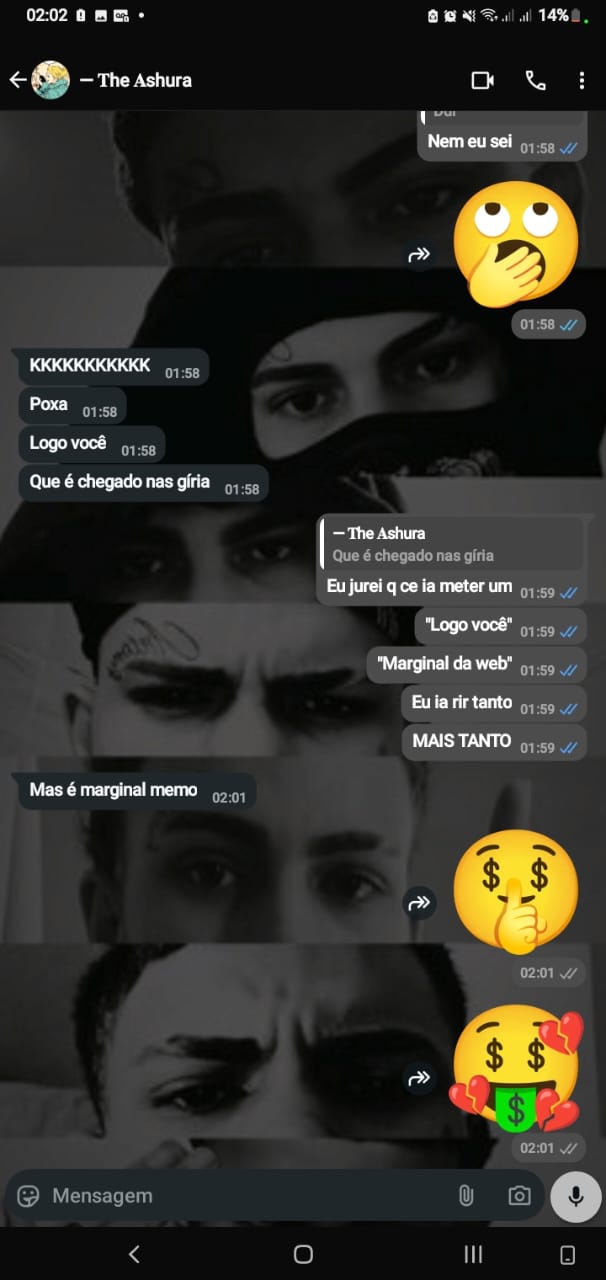 02:02
14%
— The Ashura
Dur
Nem eu sei 01:58
01:58
KKKKKKKKKKK 01:58
Poxa 01:58
Logo você 01:58
Que é chegado nas gíria 01:58
— The Ashura
Que é chegado nas gíria
Eu jurei q ce ia meter um 01:59
"Logo você" 01:59
"Marginal da web" 01:59
Eu ia rir tanto 01:59
MAIS TANTO 01:59
Mas é marginal memo 02:01
$ $
02:01
$ $
$
02:01
Mensagem